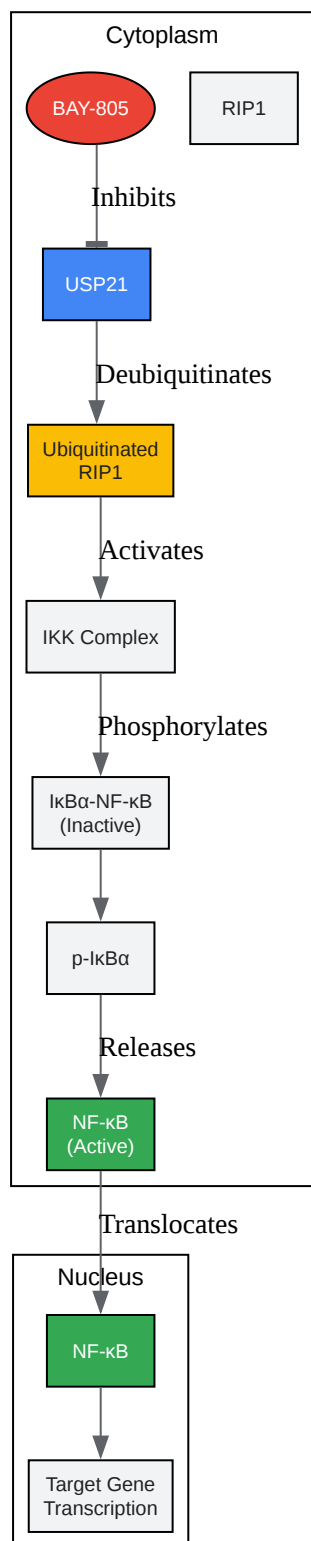 Cytoplasm
BAY-805
RIP1
Inhibits
USP21
Deubiquitinates
Ubiquitinated
RIP1
Activates
IKK Complex
Phosphorylates
IκBα-NF-κB
(Inactive)
p-IκBα
Releases
NF-κB
(Active)
Translocates
Nucleus
NF-κB
Target Gene
Transcription